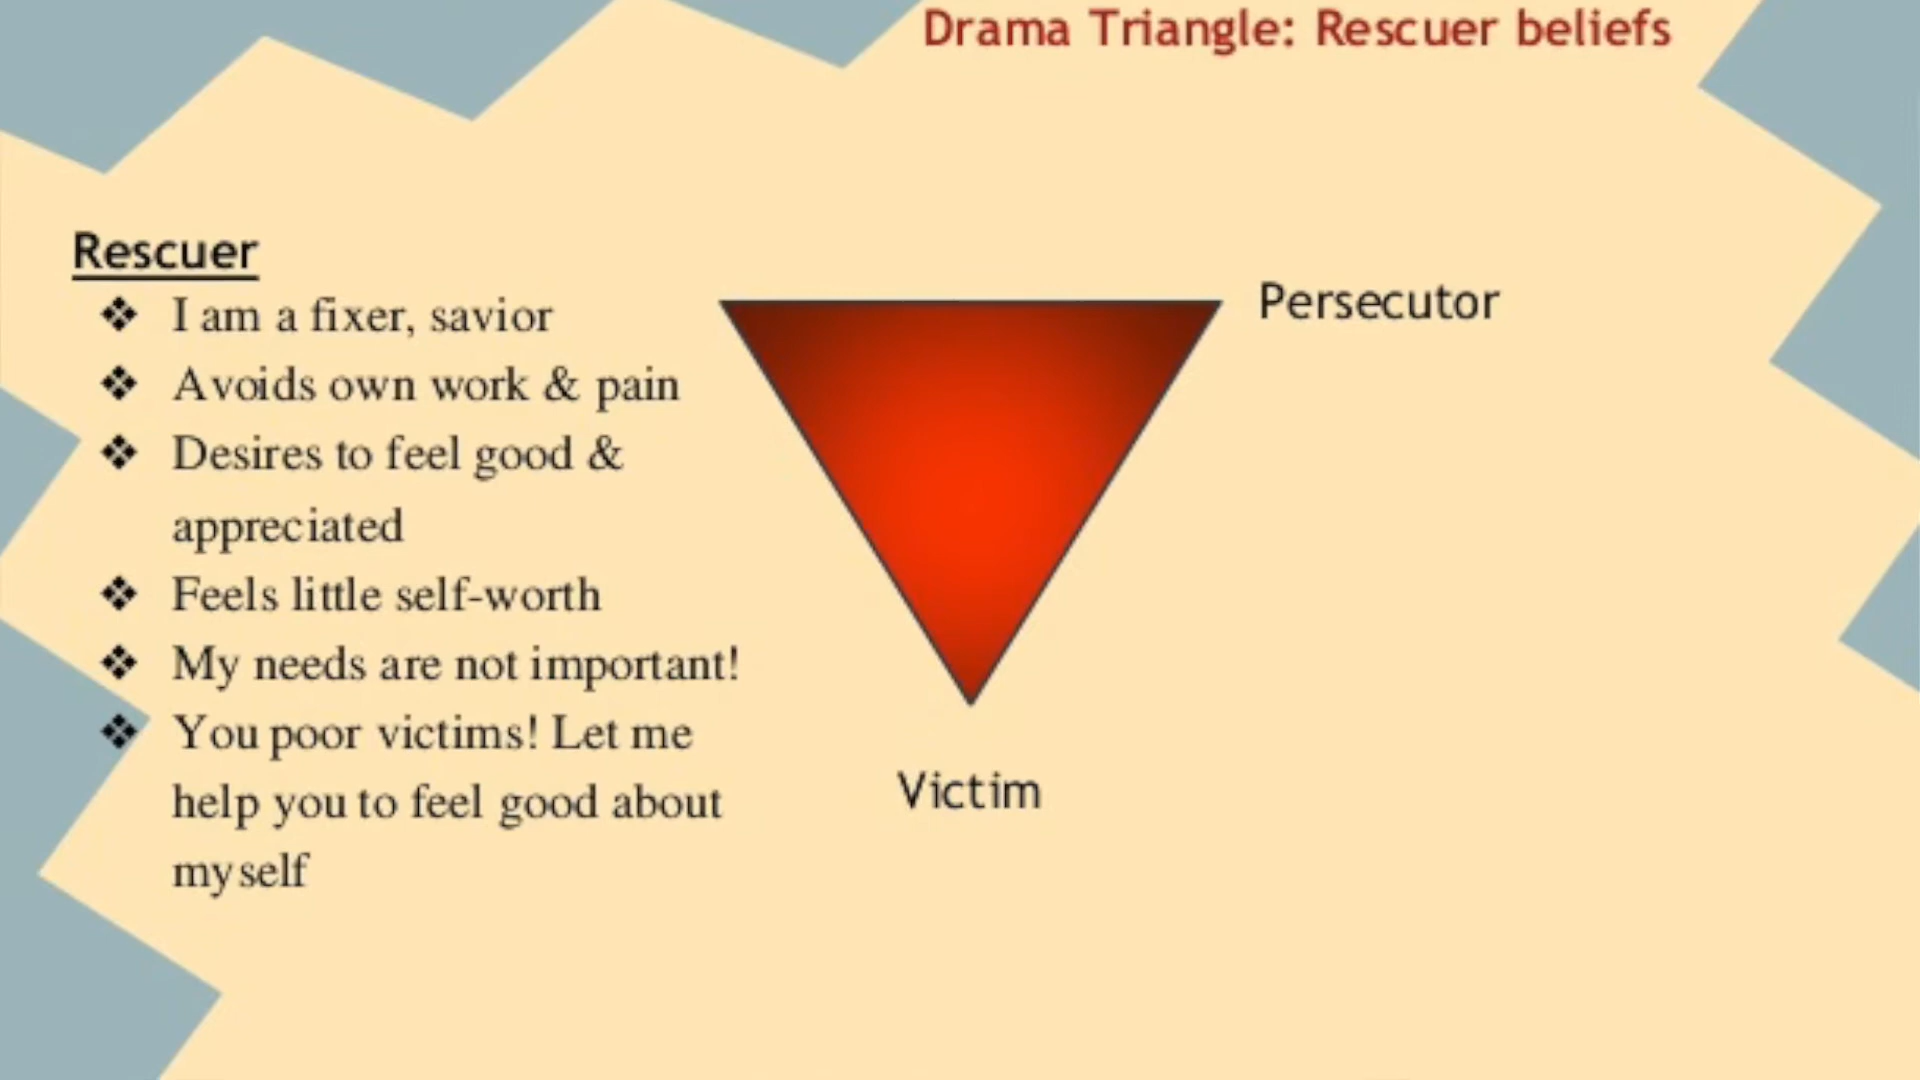 Drama Triangle: Rescuer beliefs
Rescuer
❖ I am a fixer, savior
❖ Avoids own work & pain
❖ Desires to feel good &
appreciated
❖ Feels little self-worth
❖ My needs are not important!
❖ You poor victims! Let me
help you to feel good about
myself
Persecutor
Victim